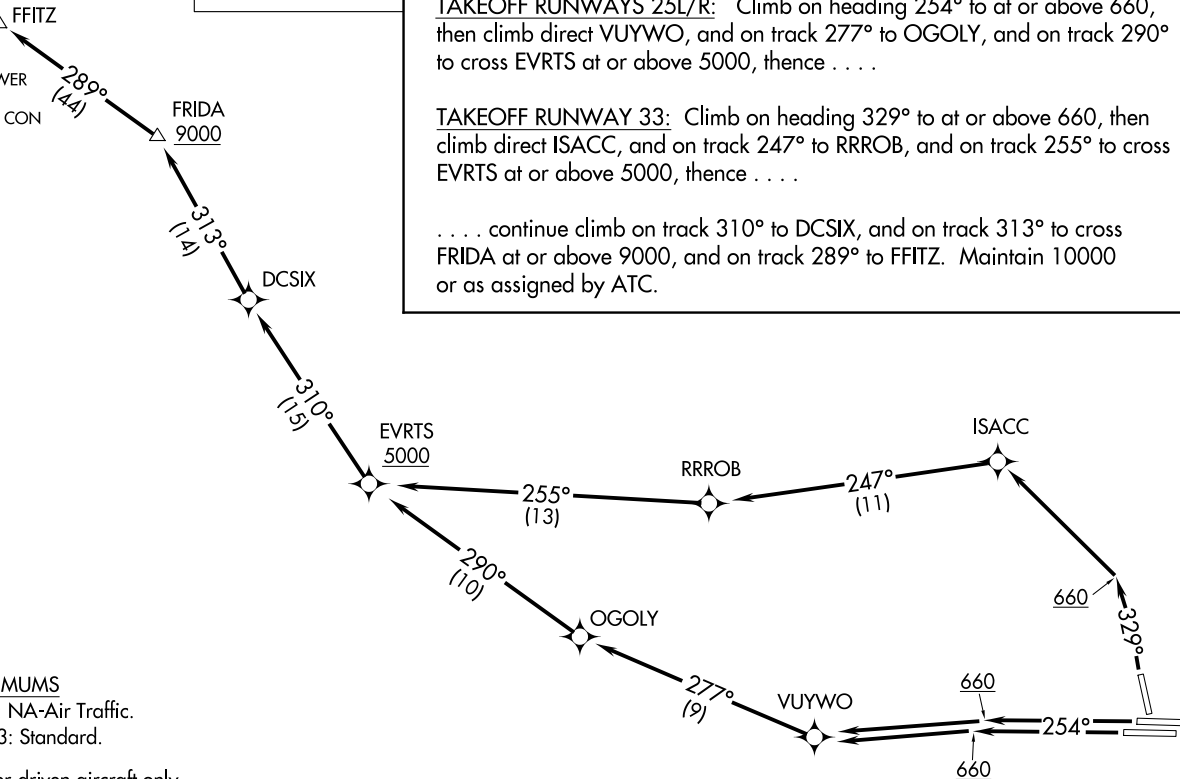 FFITZ
TAKEOFF RUNWAYS 25L/R: Climb on heading 254° to at or above 660,
then climb direct VUYWO, and on track 277° to OGOLY, and on track 290°
to cross EVRTS at or above 5000, thence . . . .
TAKEOFF RUNWAY 33: Climb on heading 329° to at or above 660, then
climb direct ISACC, and on track 247° to RRROB, and on track 255° to cross
EVRTS at or above 5000, thence . . . .
. . . . continue climb on track 310° to DCSIX, and on track 313° to cross
FRIDA at or above 9000, and on track 289° to FFITZ. Maintain 10000
or as assigned by ATC.
CON
289°
(44)
FRIDA
9000
313°
(14)
DCSIX
310°
(15)
EVRTS
5000
255°
(13)
RRROB
247°
(11)
ISACC
660
329°
290°
(10)
OGOLY
277°
(9)
VUYWO
660
254°
660
MUMS
NA-Air Traffic.
3: Standard.
driven aircraft only